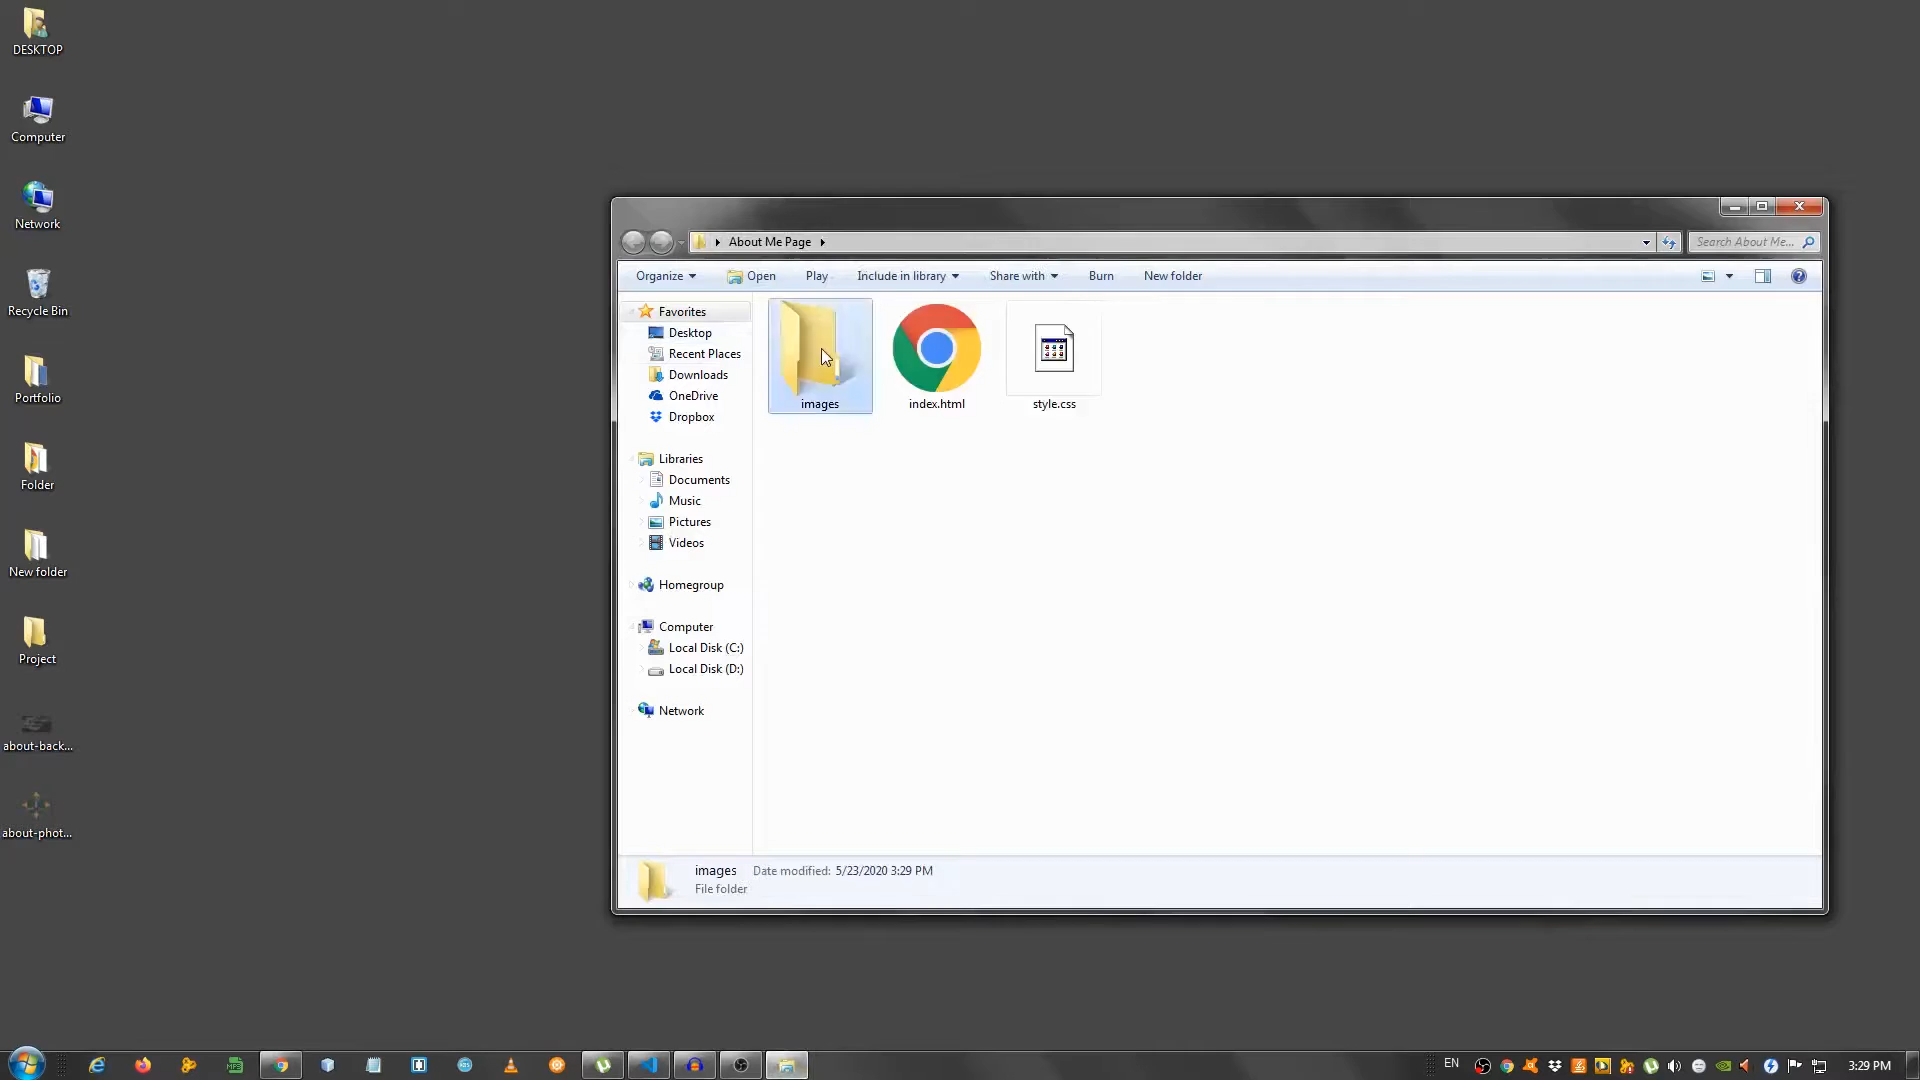 DESKTOP
Computer
Network
Recycle Bin
Portfolio
Folder
New folder
Project
about-back...
about-phot...
About Me Page
Search About Me...
Organize
Open
Play
Include in library
Share with
Burn
New folder
Favorites
Desktop
Recent Places
Downloads
OneDrive
Dropbox
Libraries
Documents
Music
Pictures
Videos
Homegroup
Computer
Local Disk (C:)
Local Disk (D:)
Network
images
index.html
style.css
images Date modified: 5/23/2020 3:29 PM
File folder
EN
3:29 PM